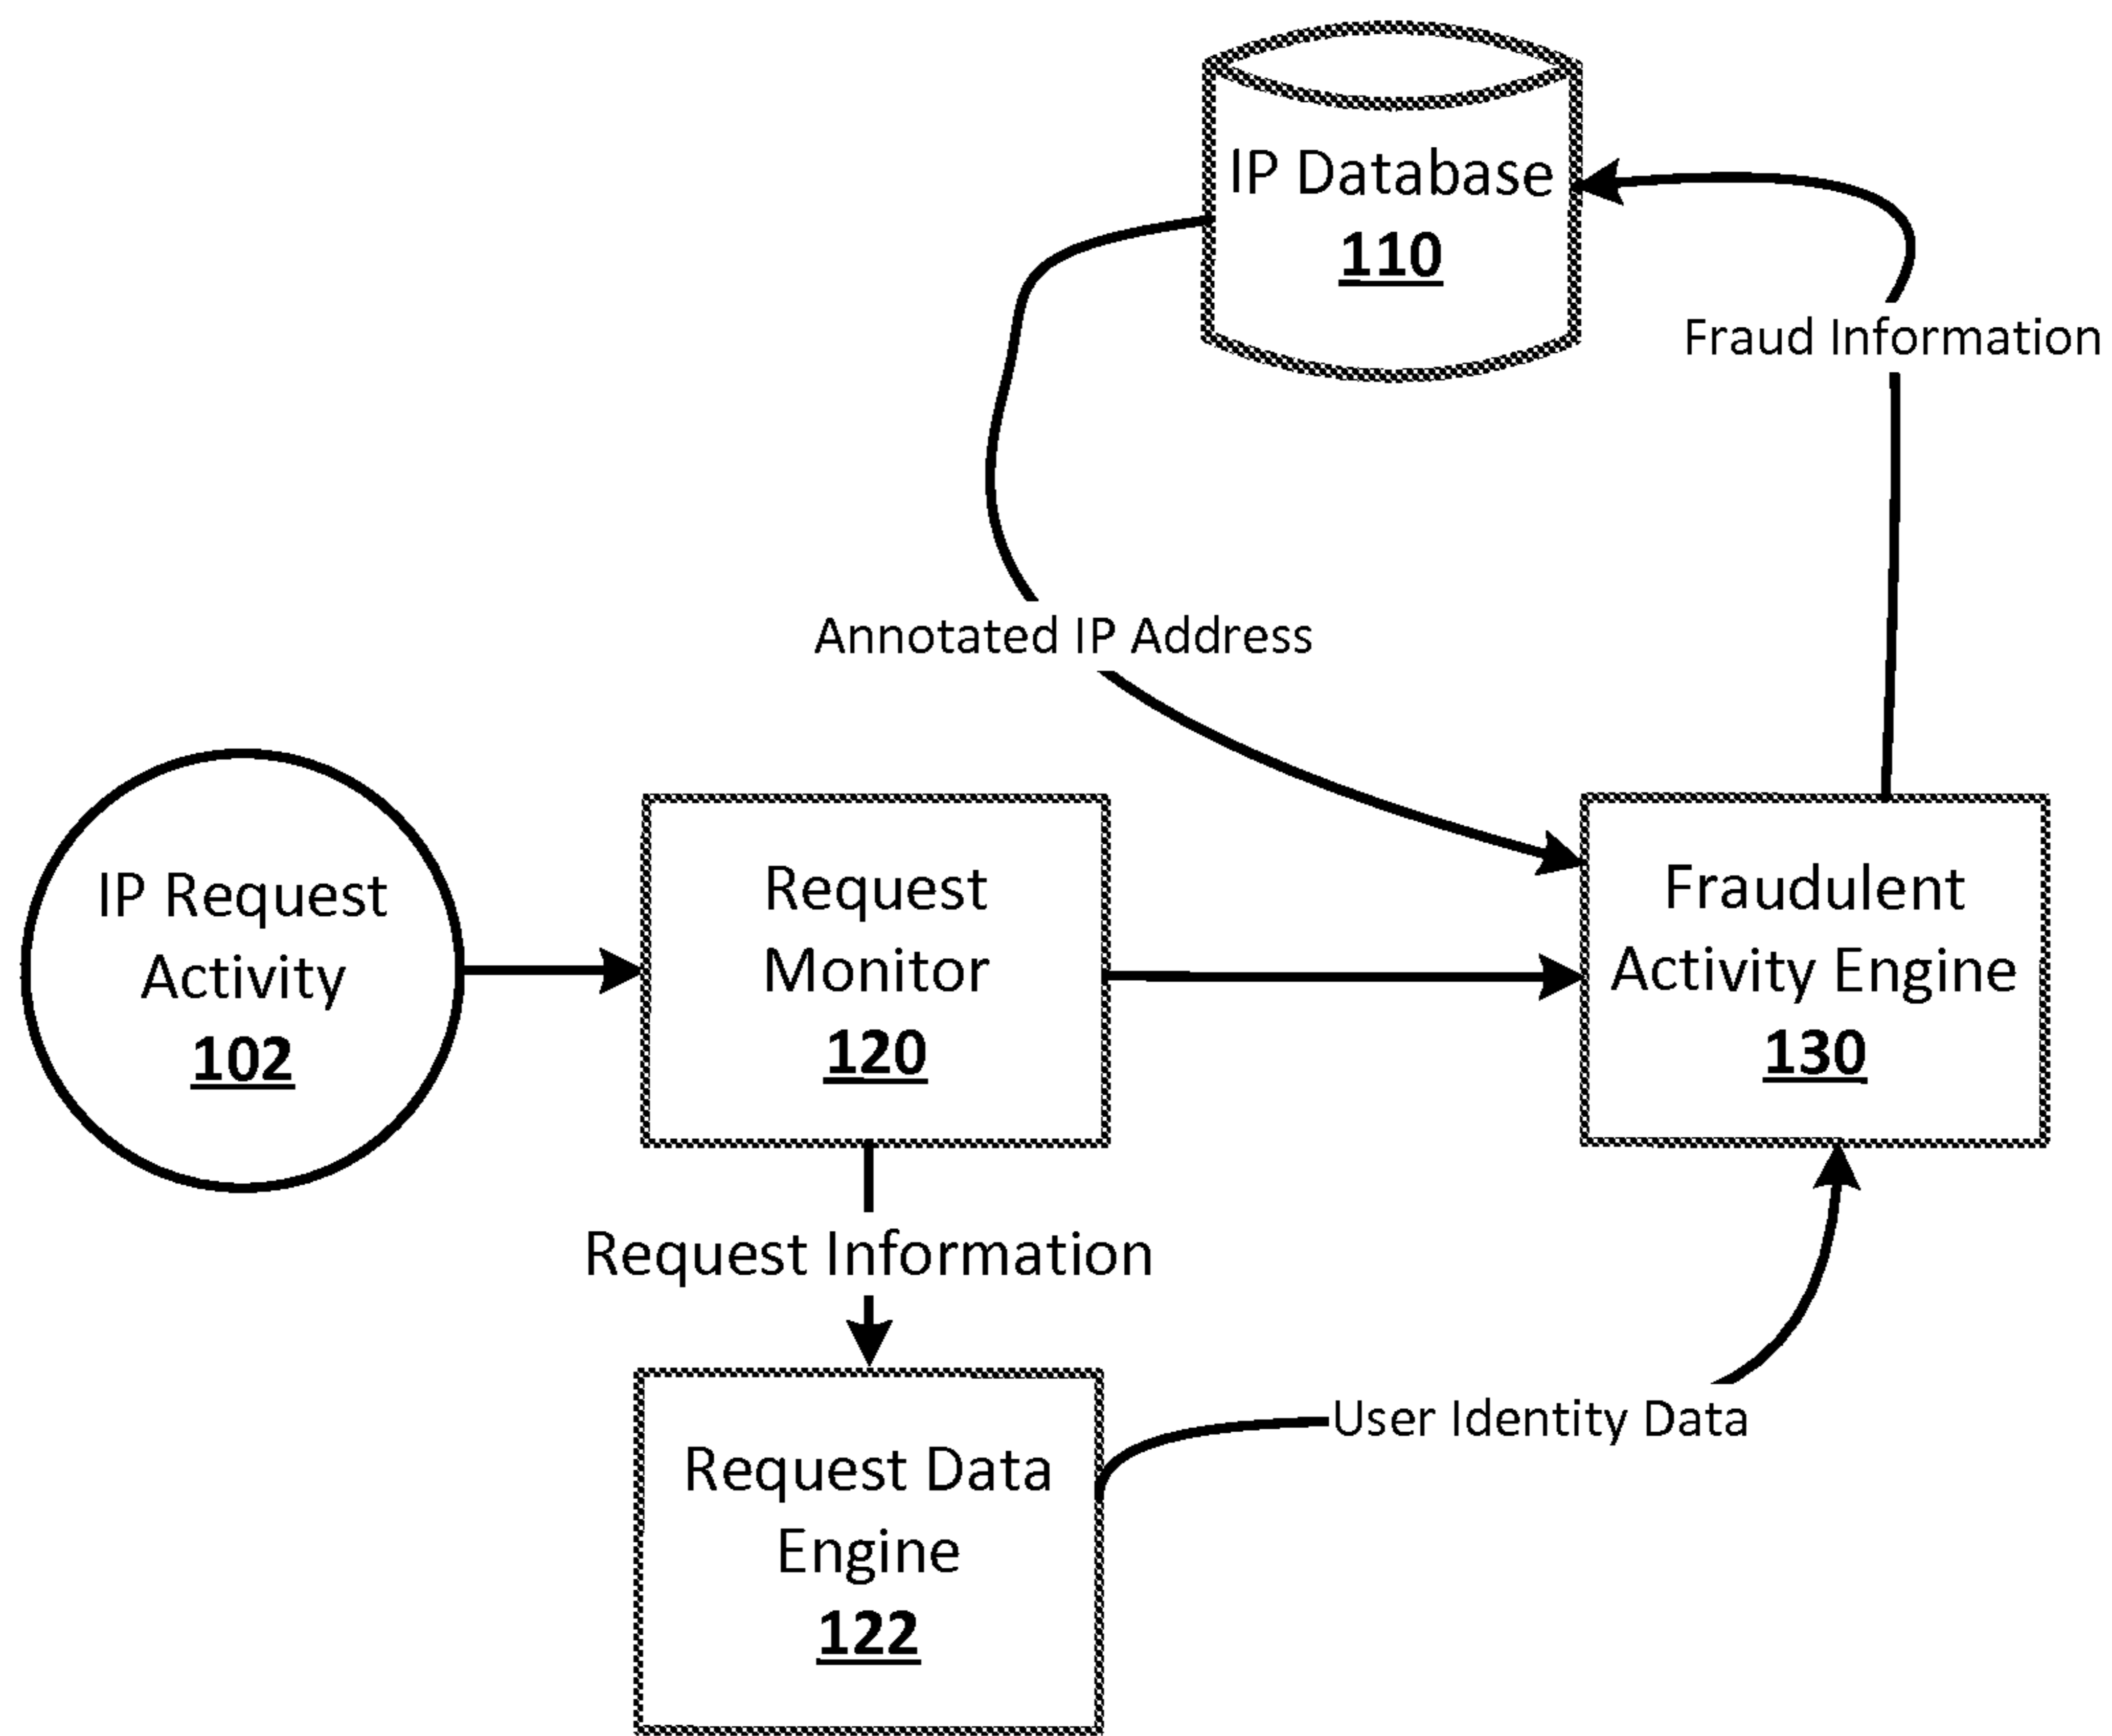 IP Database
110
Fraud Information
Annotated IP Address
IP Request
Activity
102
Request
Monitor
120
Fraudulent
Activity Engine
130
Request Information
User Identity Data
Request Data
Engine
122